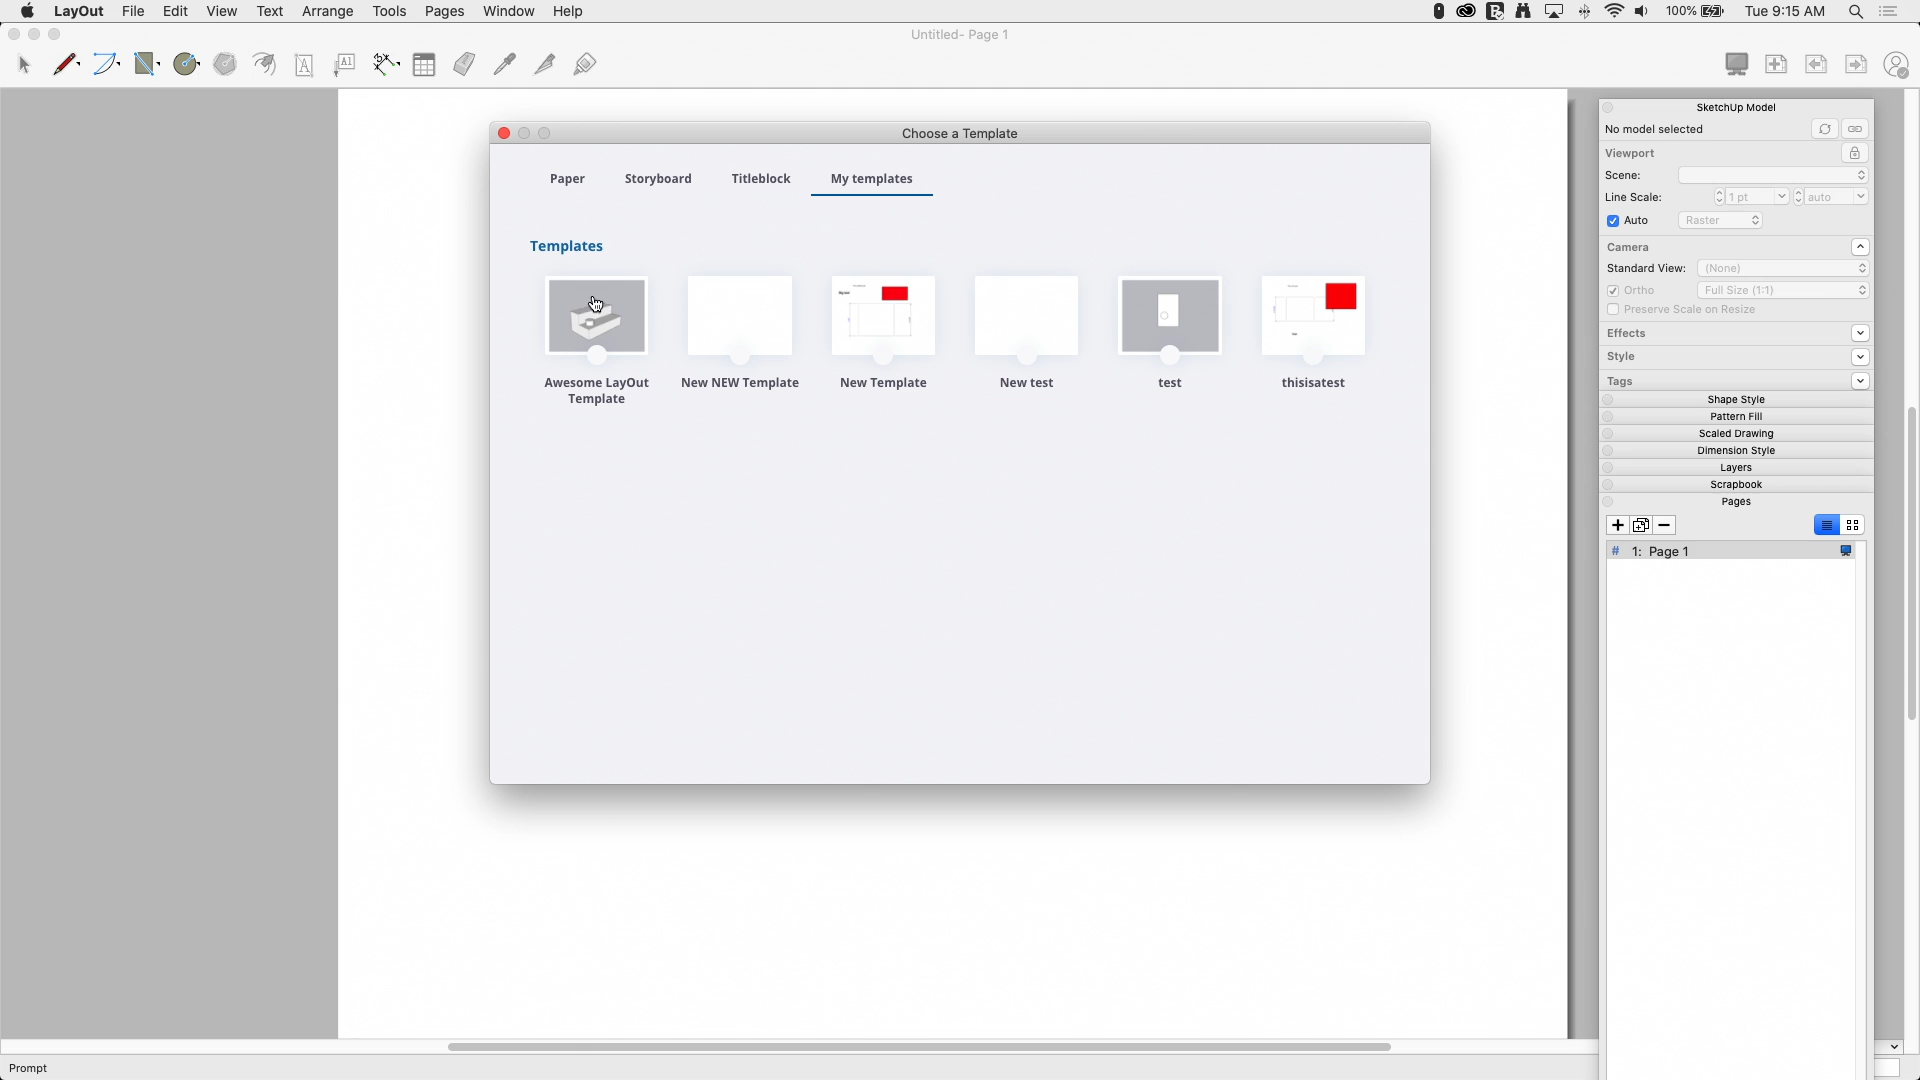 LayOut File Edit View Text Arrange Tools Pages Window Help
100% Tue 9:15 AM
Untitled- Page 1
Choose a Template
Paper Storyboard Titleblock My templates
Templates
Awesome LayOut Template
New NEW Template
New Template
New test
test
thisisatest
SketchUp Model
No model selected
Viewport
Scene:
Line Scale: 1 pt auto
Auto Raster
Camera
Standard View: (None)
Ortho Full Size (1:1)
Preserve Scale on Resize
Effects
Style
Tags
Shape Style
Pattern Fill
Scaled Drawing
Dimension Style
Layers
Scrapbook
Pages
# 1: Page 1
Prompt